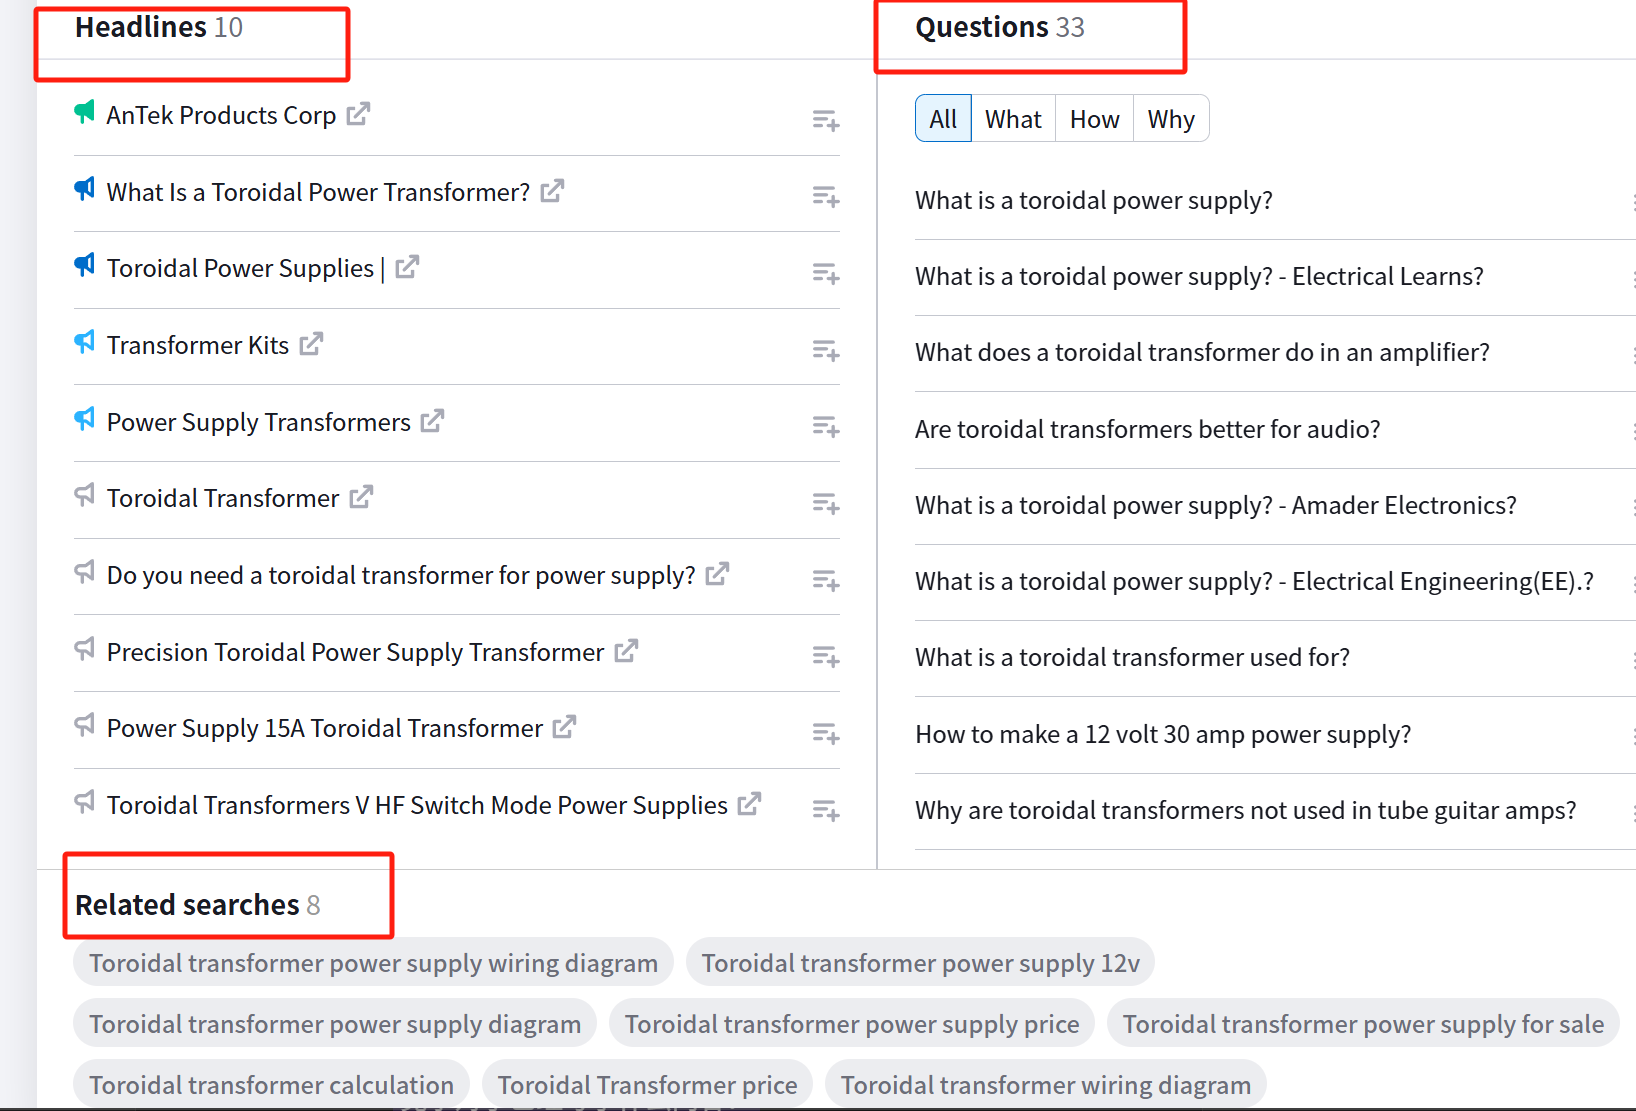 Headlines 10
AnTek Products Corp
What Is a Toroidal Power Transformer?
Toroidal Power Supplies |
Transformer Kits
Power Supply Transformers
Toroidal Transformer
Do you need a toroidal transformer for power supply?
Precision Toroidal Power Supply Transformer
Power Supply 15A Toroidal Transformer
Toroidal Transformers V HF Switch Mode Power Supplies
Questions 33
All What How Why
What is a toroidal power supply?
What is a toroidal power supply? - Electrical Learns?
What does a toroidal transformer do in an amplifier?
Are toroidal transformers better for audio?
What is a toroidal power supply? - Amader Electronics?
What is a toroidal power supply? - Electrical Engineering(EE).?
What is a toroidal transformer used for?
How to make a 12 volt 30 amp power supply?
Why are toroidal transformers not used in tube guitar amps?
Related searches 8
Toroidal transformer power supply wiring diagram Toroidal transformer power supply 12v
Toroidal transformer power supply diagram Toroidal transformer power supply price Toroidal transformer power supply for sale
Toroidal transformer calculation Toroidal Transformer price Toroidal transformer wiring diagram